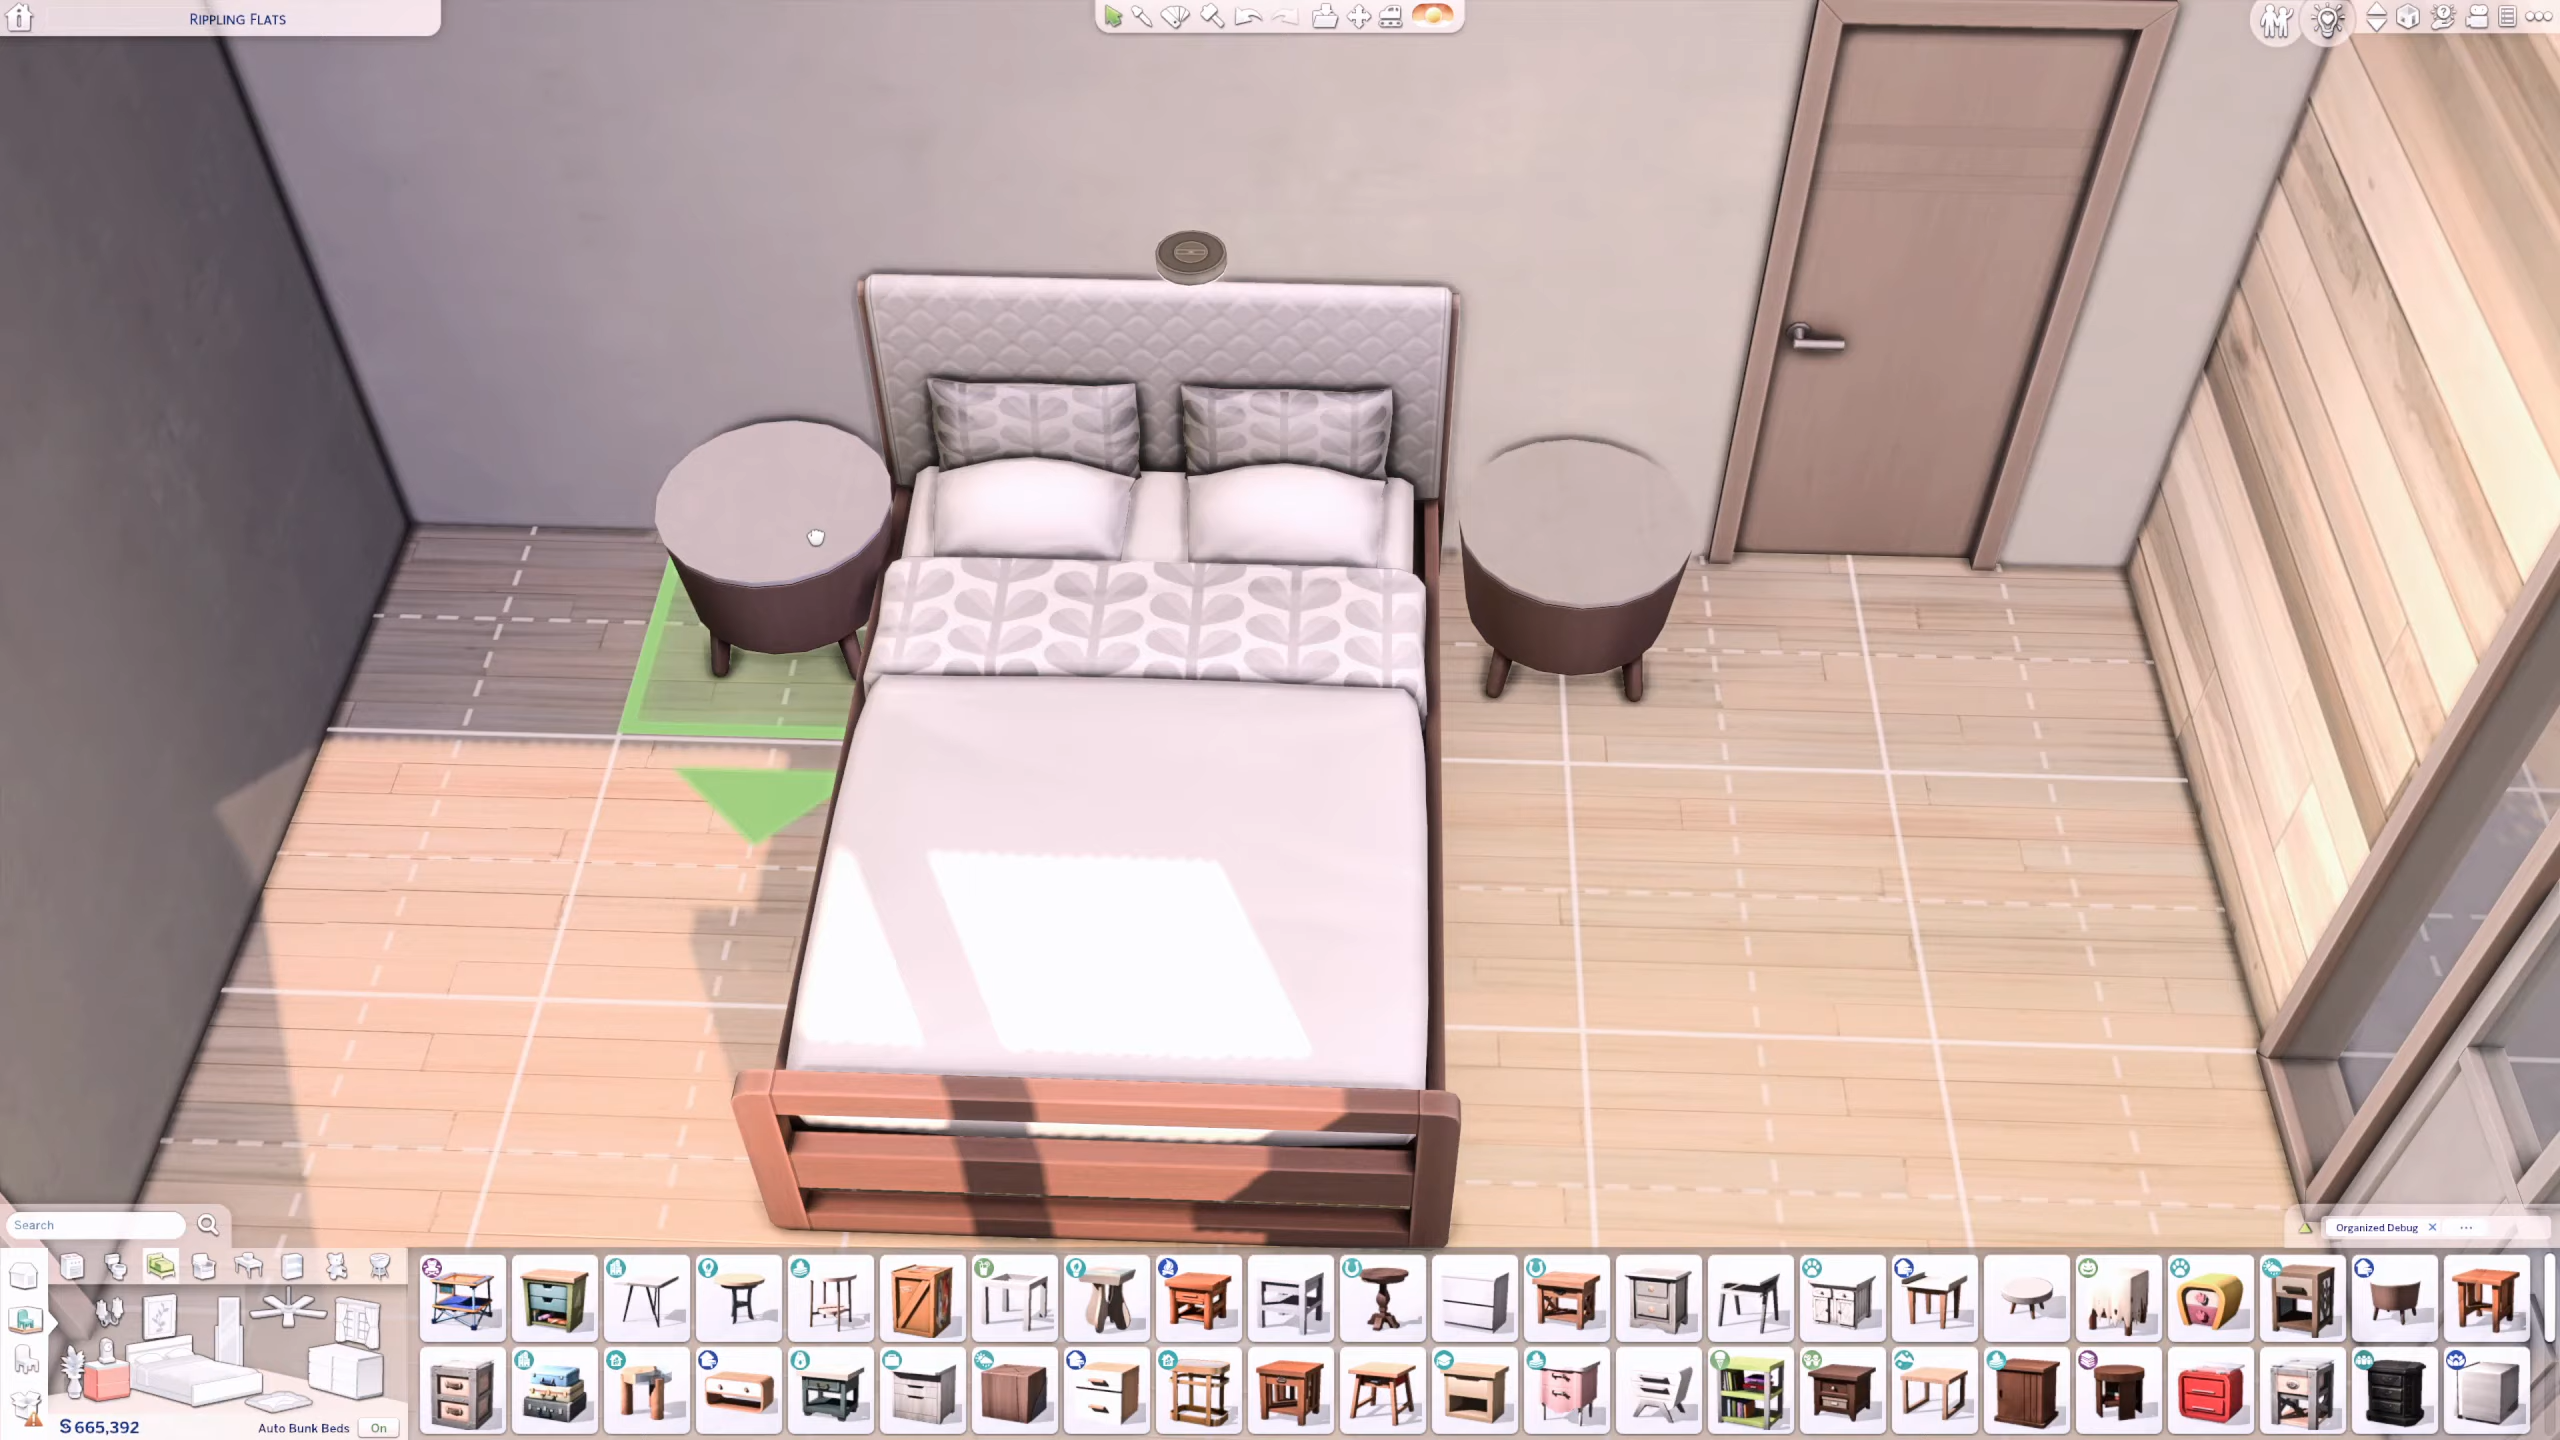 RIPPLING FLATS
Search
Organized Debug
§665,392
Auto Bunk Beds
On